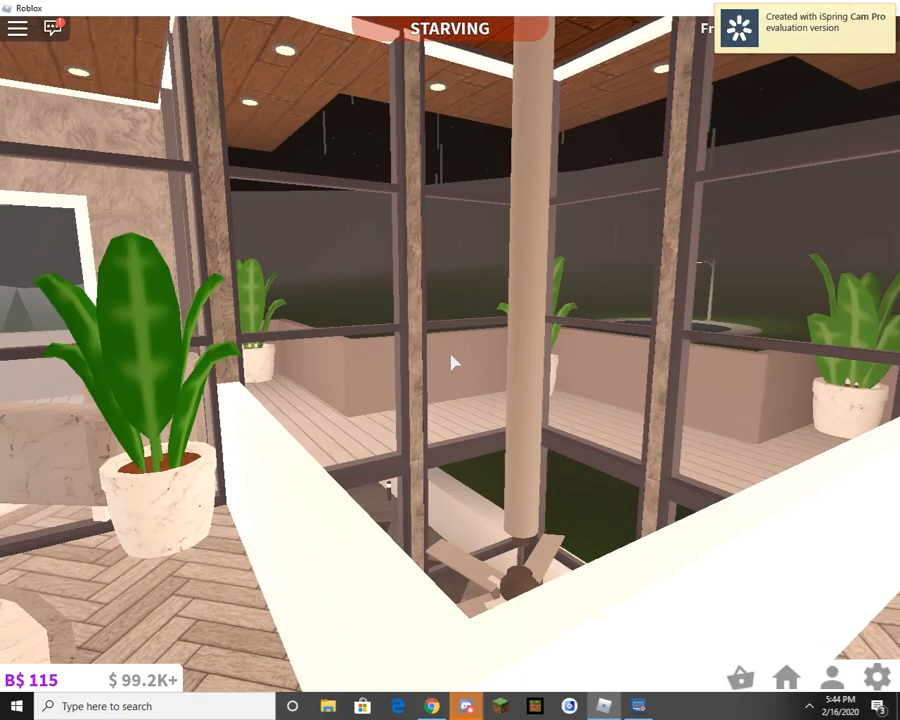 Roblox
STARVING
Fr
Created with iSpring Cam Pro
evaluation version
B$ 115
$ 99.2K+
Type here to search
5:44 PM
2/16/2020
3